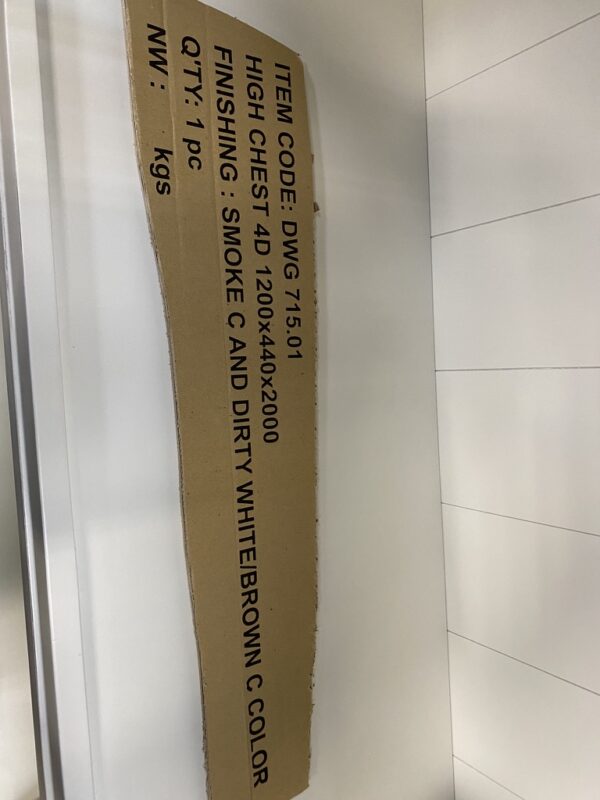 ITEM CODE: DWG 715.01
HIGH CHEST 4D 1200x440x2000
FINISHING : SMOKE C AND DIRTY WHITE/BROWN C COLOR
Q'TY: 1 pc
NW : kgs